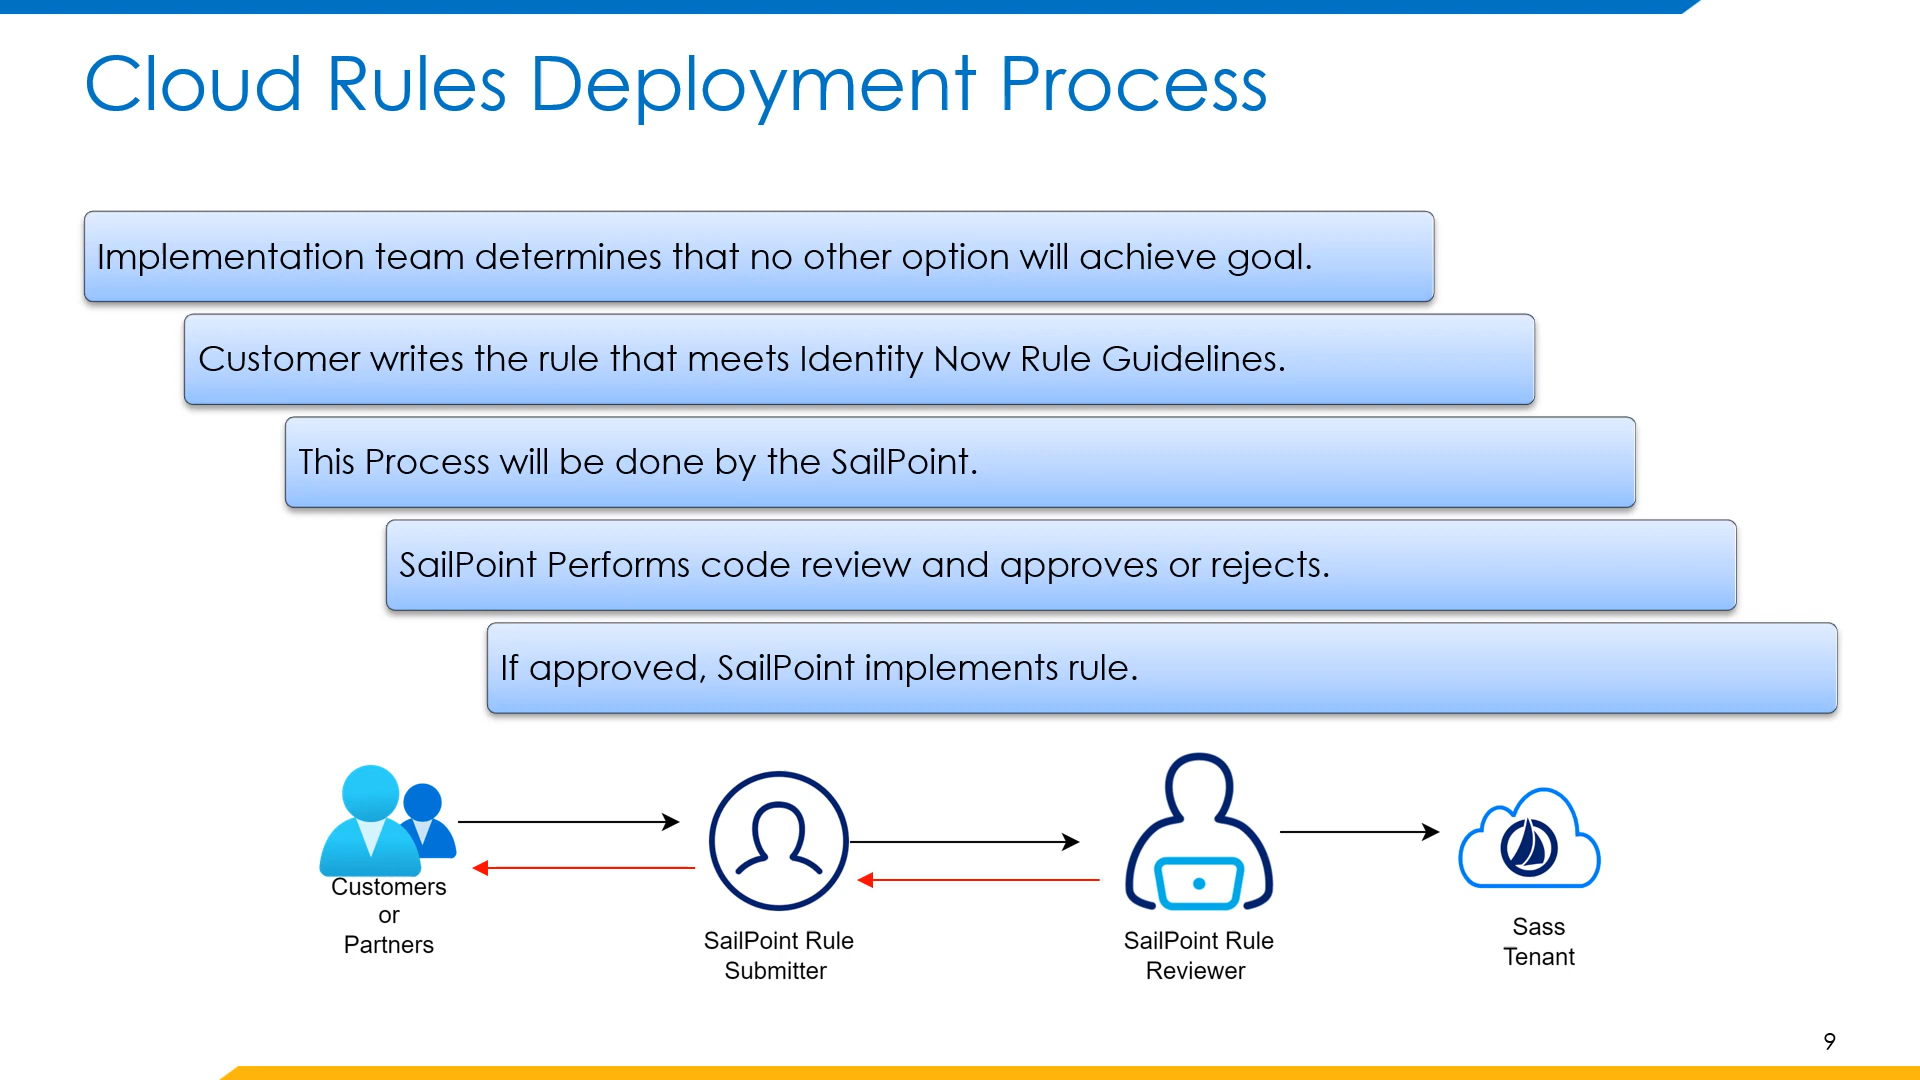 Cloud Rules Deployment Process
Implementation team determines that no other option will achieve goal.
Customer writes the rule that meets Identity Now Rule Guidelines.
This Process will be done by the SailPoint.
SailPoint Performs code review and approves or rejects.
If approved, SailPoint implements rule.
Customers
or
Partners
SailPoint Rule
Submitter
SailPoint Rule
Reviewer
Sass
Tenant
9